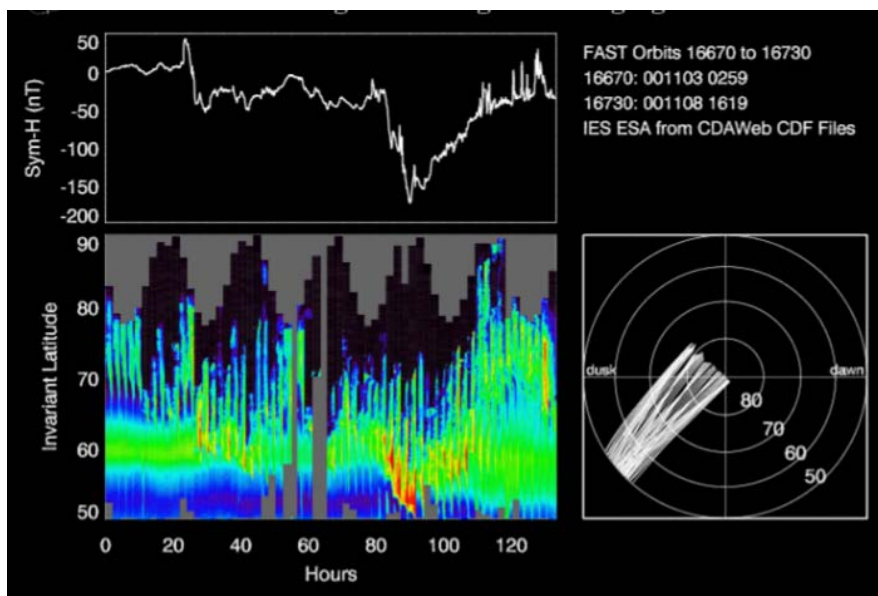 50
0
-50
-100
-150
-200
Sym-H (nT)
FAST Orbits 16670 to 16730
16670: 001103 0259
16730: 001108 1619
IES ESA from CDAWeb CDF Files
90
80
70
60
50
Invariant Latitude
0 20 40 60 80 100 120
Hours
dusk
dawn
80
70
60
50